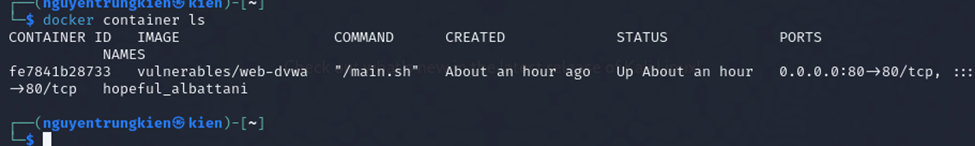 (nguyentrungkien㉿kien)-[~]
$ docker container ls
CONTAINER ID IMAGE COMMAND CREATED STATUS PORTS
NAMES
fe7841b28733 vulnerables/web-dvwa "/main.sh" About an hour ago Up About an hour 0.0.0.0:80→80/tcp, :::
→80/tcp hopeful_albattani
(nguyentrungkien㉿kien)-[~]
$